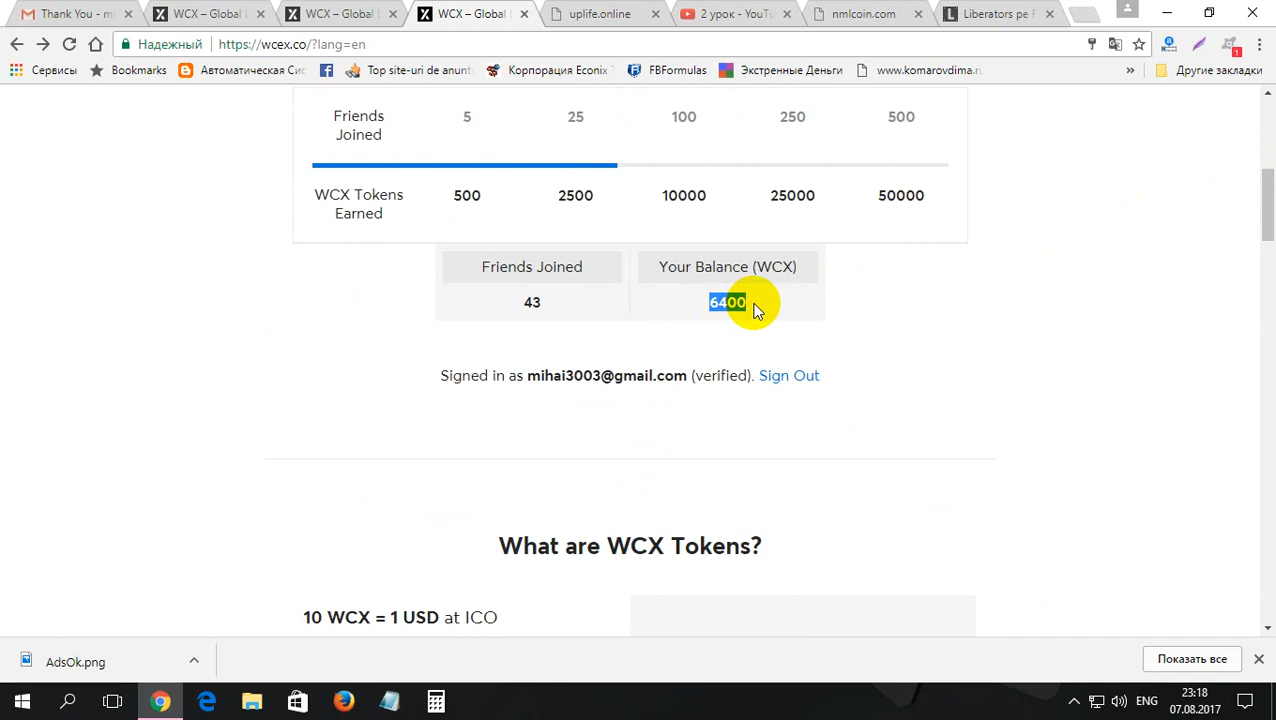 Thank You - m
WCX – Global
WCX – Global
WCX – Global
uplife.online
2 урок - YouTu
nmlcoin.com
Liberators pe F
Надежный
https://wcex.co/?lang=en
1
Сервисы
Bookmarks
Автоматическая Сис
Top site-uri de anun
Корпорация Econix
FBFormulas
Экстренные Деньги
www.komarovdima.ru
Другие закладки
Friends
Joined
5 25 100 250 500
WCX Tokens
Earned
500 2500 10000 25000 50000
Friends Joined
Your Balance (WCX)
43
6400
Signed in as mihai3003@gmail.com (verified). Sign Out
What are WCX Tokens?
10 WCX = 1 USD at ICO
AdsOk.png
Показать все
ENG
23:18
07.08.2017